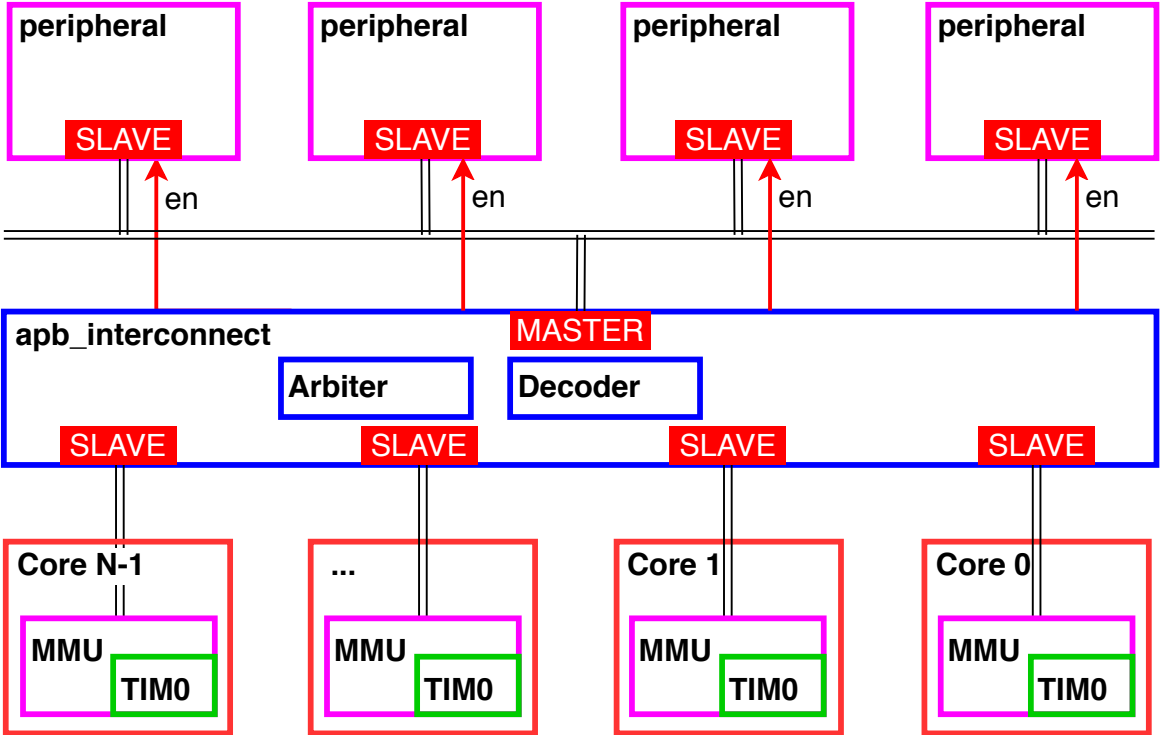 peripheral peripheral peripheral peripheral
SLAVE SLAVE SLAVE SLAVE
en en en en
apb_interconnect MASTER
Arbiter Decoder
SLAVE SLAVE SLAVE SLAVE
Core N-1 ... Core 1 Core 0
MMU MMU MMU MMU
TIM0 TIM0 TIM0 TIM0